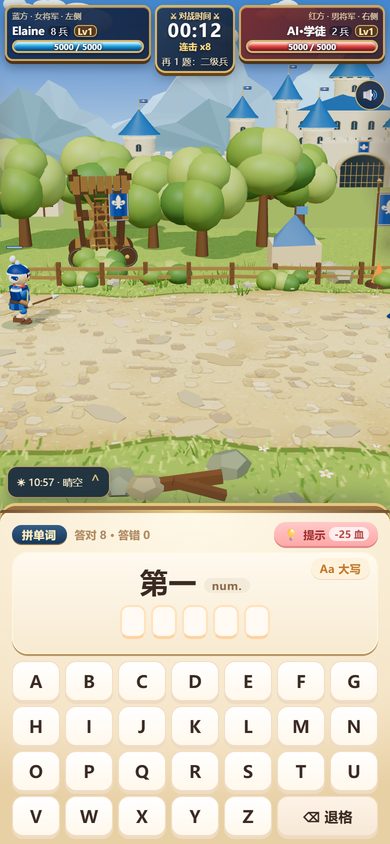 蓝方 · 女将军 · 左侧
Elaine 8 兵 Lv1
5000 / 5000
⚔ 对战时间 ⚔
00:12
连击 x8
再 1 题：二级兵
红方 · 男将军 · 右侧
AI•学徒 2 兵 Lv1
5000 / 5000
☀ 10:57 · 晴空 ^
拼单词 答对 8 • 答错 0
💡 提示 -25 血
Aa 大写
第一 num.
A B C D E F G
H I J K L M N
O P Q R S T U
V W X Y Z ⌫ 退格